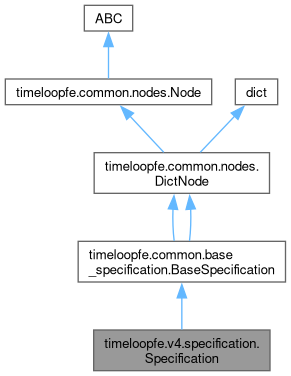 ABC
timeloopfe.common.nodes.Node
dict
timeloopfe.common.nodes.
DictNode
timeloopfe.common.base
_specification.BaseSpecification
timeloopfe.v4.specification.
Specification